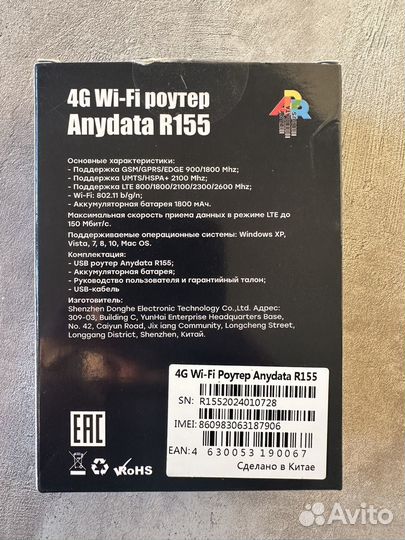 4G Wi-Fi роутер
Anydata R155
Основные характеристики:
- Поддержка GSM/GPRS/EDGE 900/1800 Mhz;
- Поддержка UMTS/HSPA+ 2100 Mhz;
- Поддержка LTE 800/1800/2100/2300/2600 Mhz;
- Wi-Fi: 802.11 b/g/n;
- Аккумуляторная батарея 1800 мАч.
Максимальная скорость приема данных в режиме LTE до
150 Мбит/с.
Поддерживаемые операционные системы: Windows XP,
Vista, 7, 8, 10, Mac OS.
Комплектация:
- USB роутер Anydata R155;
- Аккумуляторная батарея;
- Руководство пользователя и гарантийный талон;
- USB-кабель
Изготовитель:
Shenzhen Donghe Electronic Technology Co.,Ltd. Адрес:
309-03, Building C, YunHai Enterprise Headquarters Base,
No. 42, Caiyun Road, Jix iang Community, Longcheng Street,
Longgang District, Shenzhen, Китай
4G Wi-Fi Роутер Anydata R155
SN: R1552024010728
IMEI: 860983063187906
EAN: 4 630053 190067
Сделано в Китае
EAC
RoHS
Avito